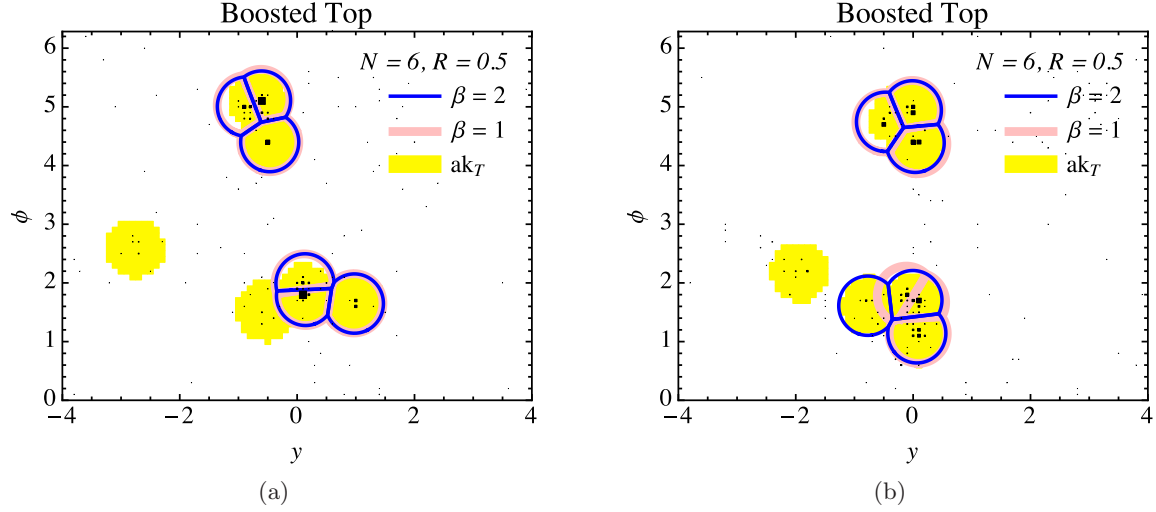 Boosted Top
N = 6, R = 0.5
β = 2
β = 1
ak_T
ϕ
6
5
4
3
2
1
0
−4
−2
0
2
4
y
(a)
Boosted Top
N = 6, R = 0.5
β = 2
β = 1
ak_T
ϕ
6
5
4
3
2
1
0
−4
−2
0
2
4
y
(b)